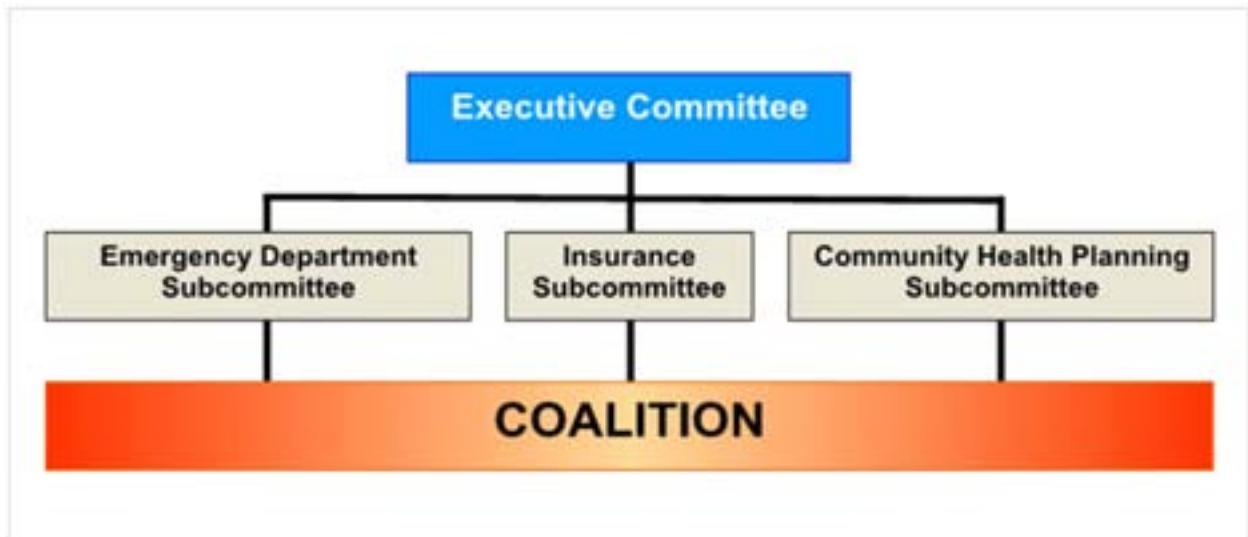 Executive Committee
Emergency Department
Subcommittee
Insurance
Subcommittee
Community Health Planning
Subcommittee
COALITION